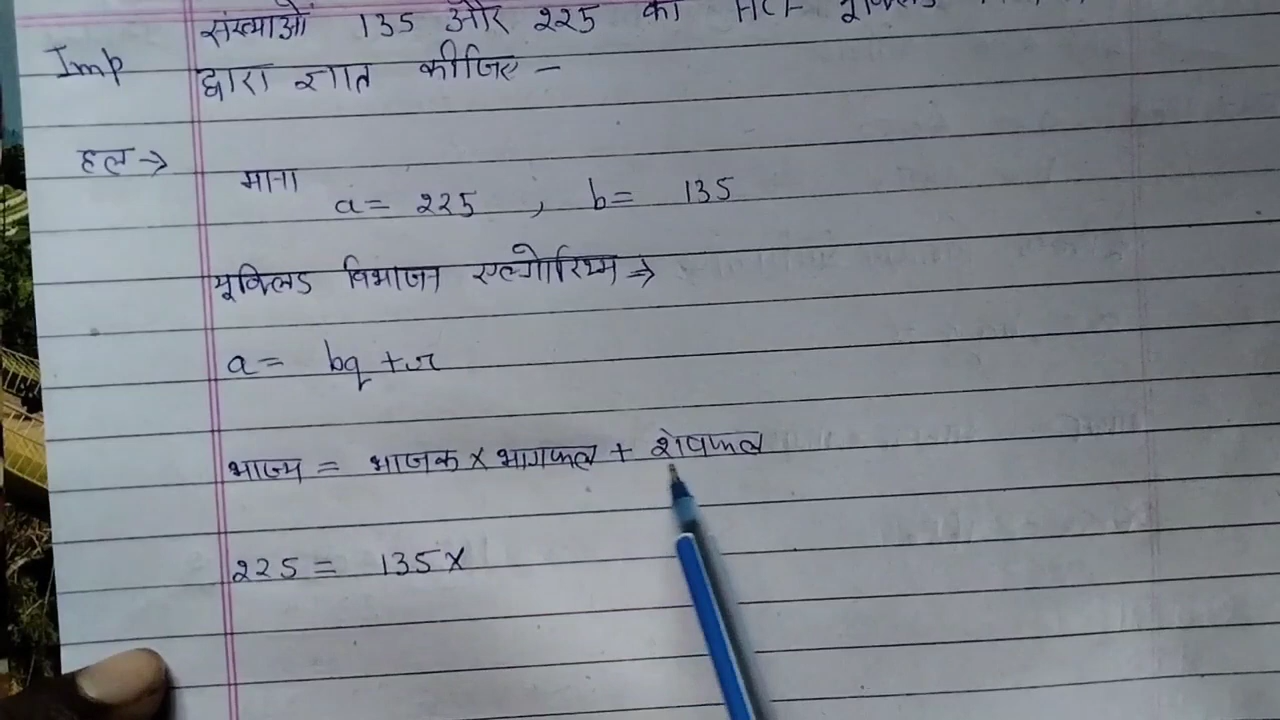 संख्याओं 135 और 225 का HCF यूक्लिड
Imp द्वारा ज्ञात कीजिए -
हल →
माना a = 225 , b = 135
यूक्लिड विभाजन एल्गोरिथ्म →
a = bq + r
भाज्य = भाजक × भागफल + शेषफल
225 = 135 ×